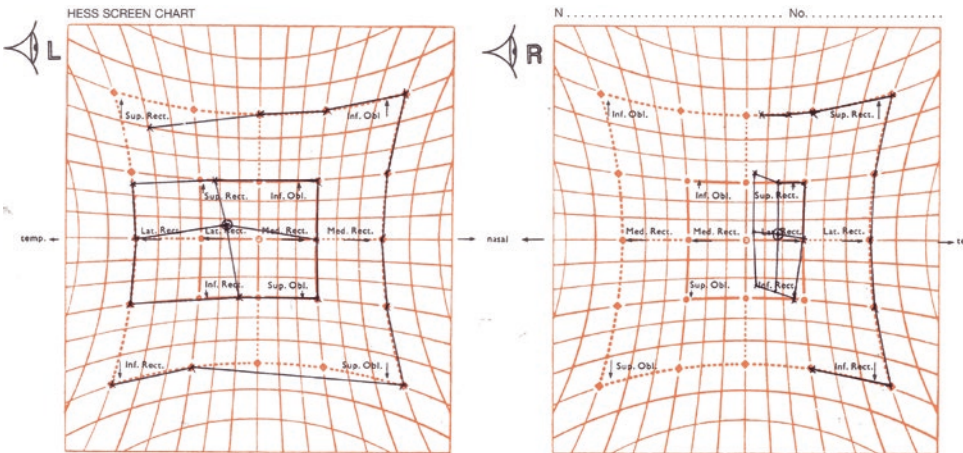 HESS SCREEN CHART
N No.
L
R
Sup. Rect. Inf. Obl
Sup. Rect.
Sup. Rect. Inf. Obl.
Inf. Obl. Sup. Rect.
Lat. Rect. Lat. Rect. Med. Rect. Med. Rect.
Med. Rect. Med. Rect. Lat. Rect. Lat. Rect.
temp. nasal te
Inf. Rect. Sup. Obl.
Sup. Obl. Inf. Rect.
Inf. Rect. Sup. Obl.
Sup. Obl. Inf. Rect.